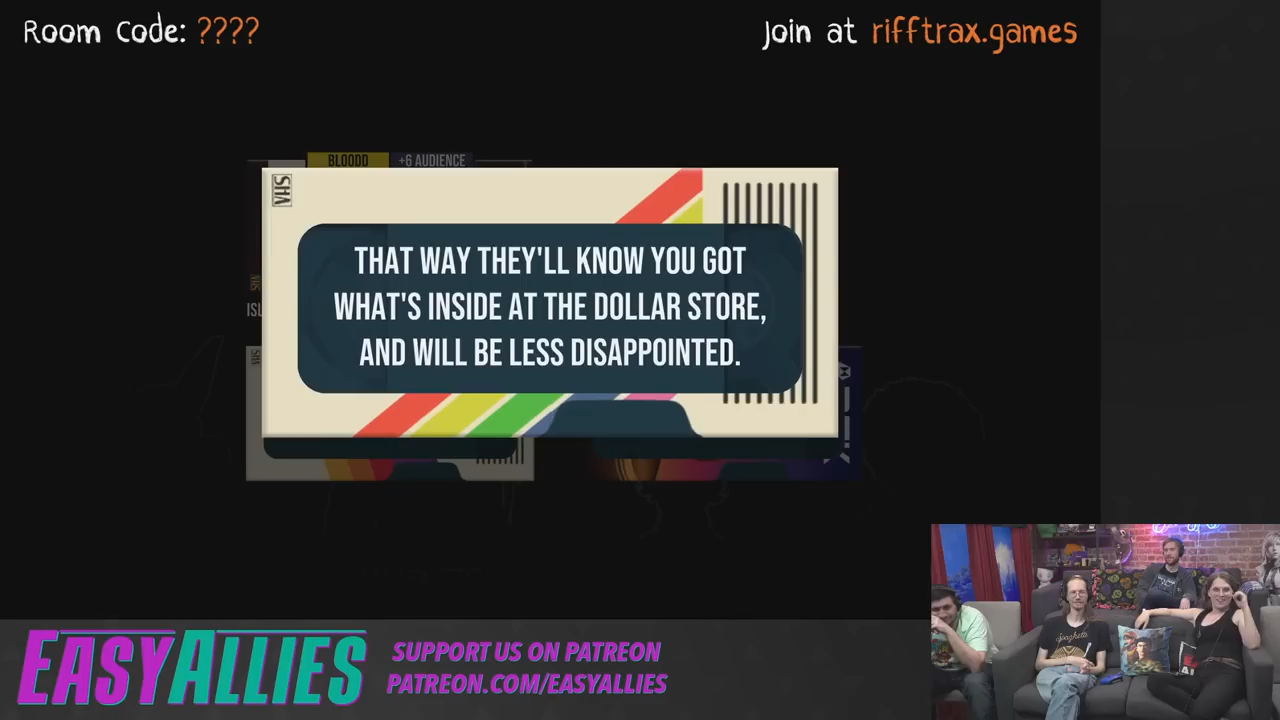 Room Code: ????
Join at rifftrax.games
BLOODD
+6 AUDIENCE
VHS
THAT WAY THEY'LL KNOW YOU GOT
WHAT'S INSIDE AT THE DOLLAR STORE,
AND WILL BE LESS DISAPPOINTED.
EASYALLIES
SUPPORT US ON PATREON
PATREON.COM/EASYALLIES
Spaghetti